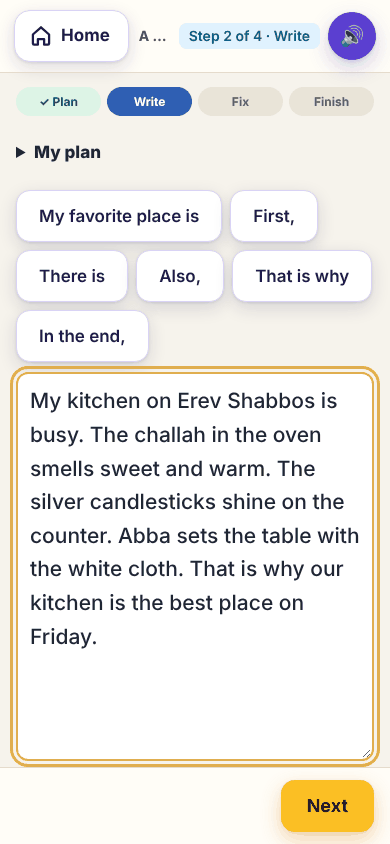 Home A ... Step 2 of 4 · Write
✓ Plan Write Fix Finish
▶ My plan
My favorite place is First,
There is Also, That is why
In the end,
My kitchen on Erev Shabbos is
busy. The challah in the oven
smells sweet and warm. The
silver candlesticks shine on the
counter. Abba sets the table with
the white cloth. That is why our
kitchen is the best place on
Friday.
Next